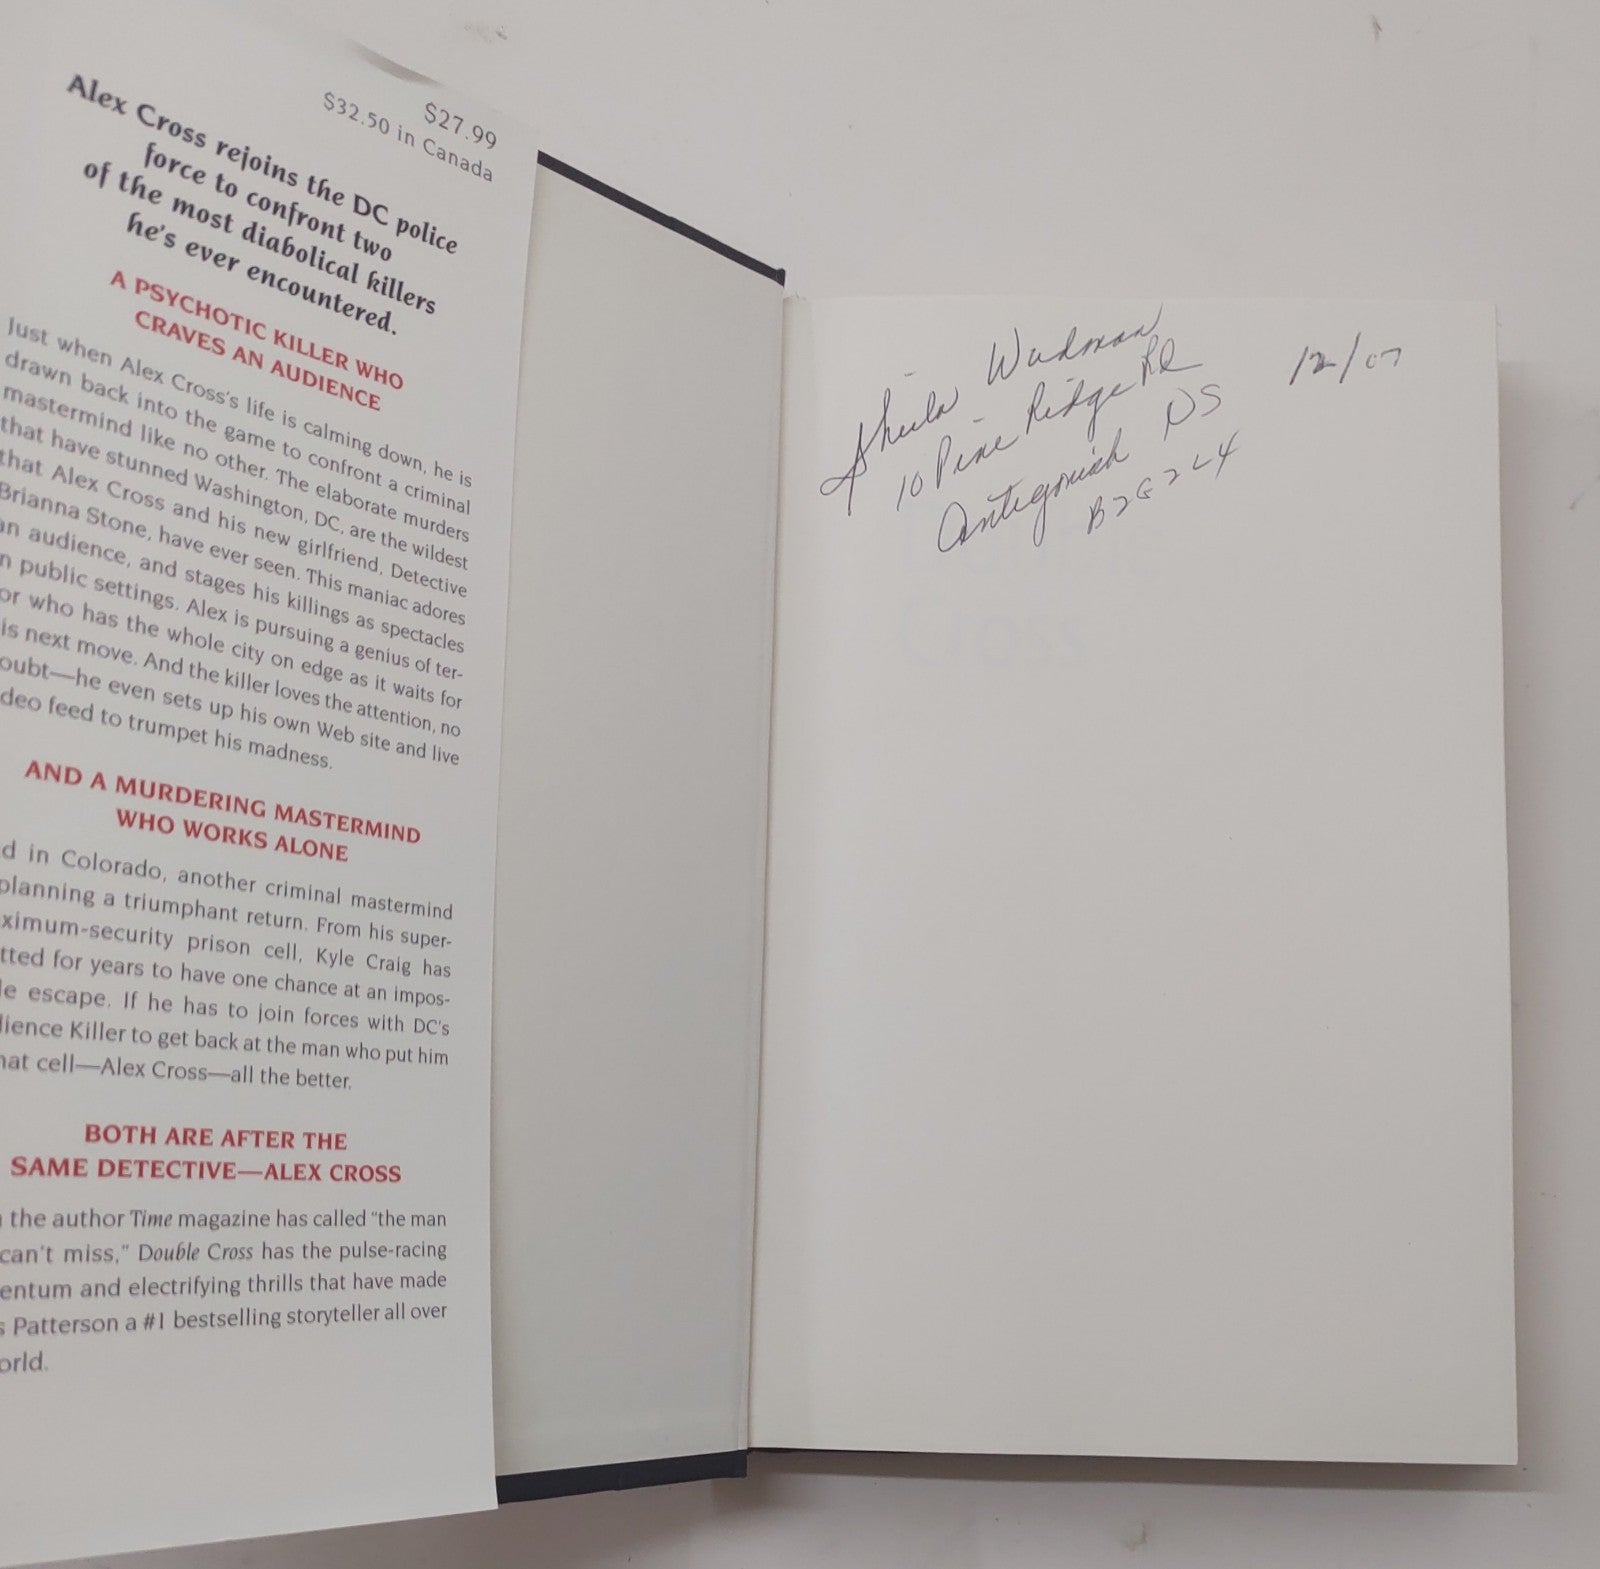 $27.99
$32.50 in Canada
Alex Cross rejoins the DC police
force to confront two
of the most diabolical killers
he's ever encountered.
A PSYCHOTIC KILLER WHO
CRAVES AN AUDIENCE
Just when Alex Cross's life is calming down, he is
drawn back into the game to confront a criminal
mastermind like no other. The elaborate murders
that have stunned Washington, DC, are the wildest
that Alex Cross and his new girlfriend, Detective
Brianna Stone, have ever seen. This maniac adores
an audience, and stages his killings as spectacles
n public settings. Alex is pursuing a genius of ter-
or who has the whole city on edge as it waits for
is next move. And the killer loves the attention, no
oubt—he even sets up his own Web site and live
deo feed to trumpet his madness.
AND A MURDERING MASTERMIND
WHO WORKS ALONE
d in Colorado, another criminal mastermind
planning a triumphant return. From his super-
ximum-security prison cell, Kyle Craig has
tted for years to have one chance at an impos-
le escape. If he has to join forces with DC's
dience Killer to get back at the man who put him
hat cell—Alex Cross—all the better.
BOTH ARE AFTER THE
SAME DETECTIVE—ALEX CROSS
the author Time magazine has called "the man
can't miss," Double Cross has the pulse-racing
entum and electrifying thrills that have made
s Patterson a #1 bestselling storyteller all over
orld.
Sheila
10 Pine Ridge Rd
Antigonish NS
B2G 2L4
12/07